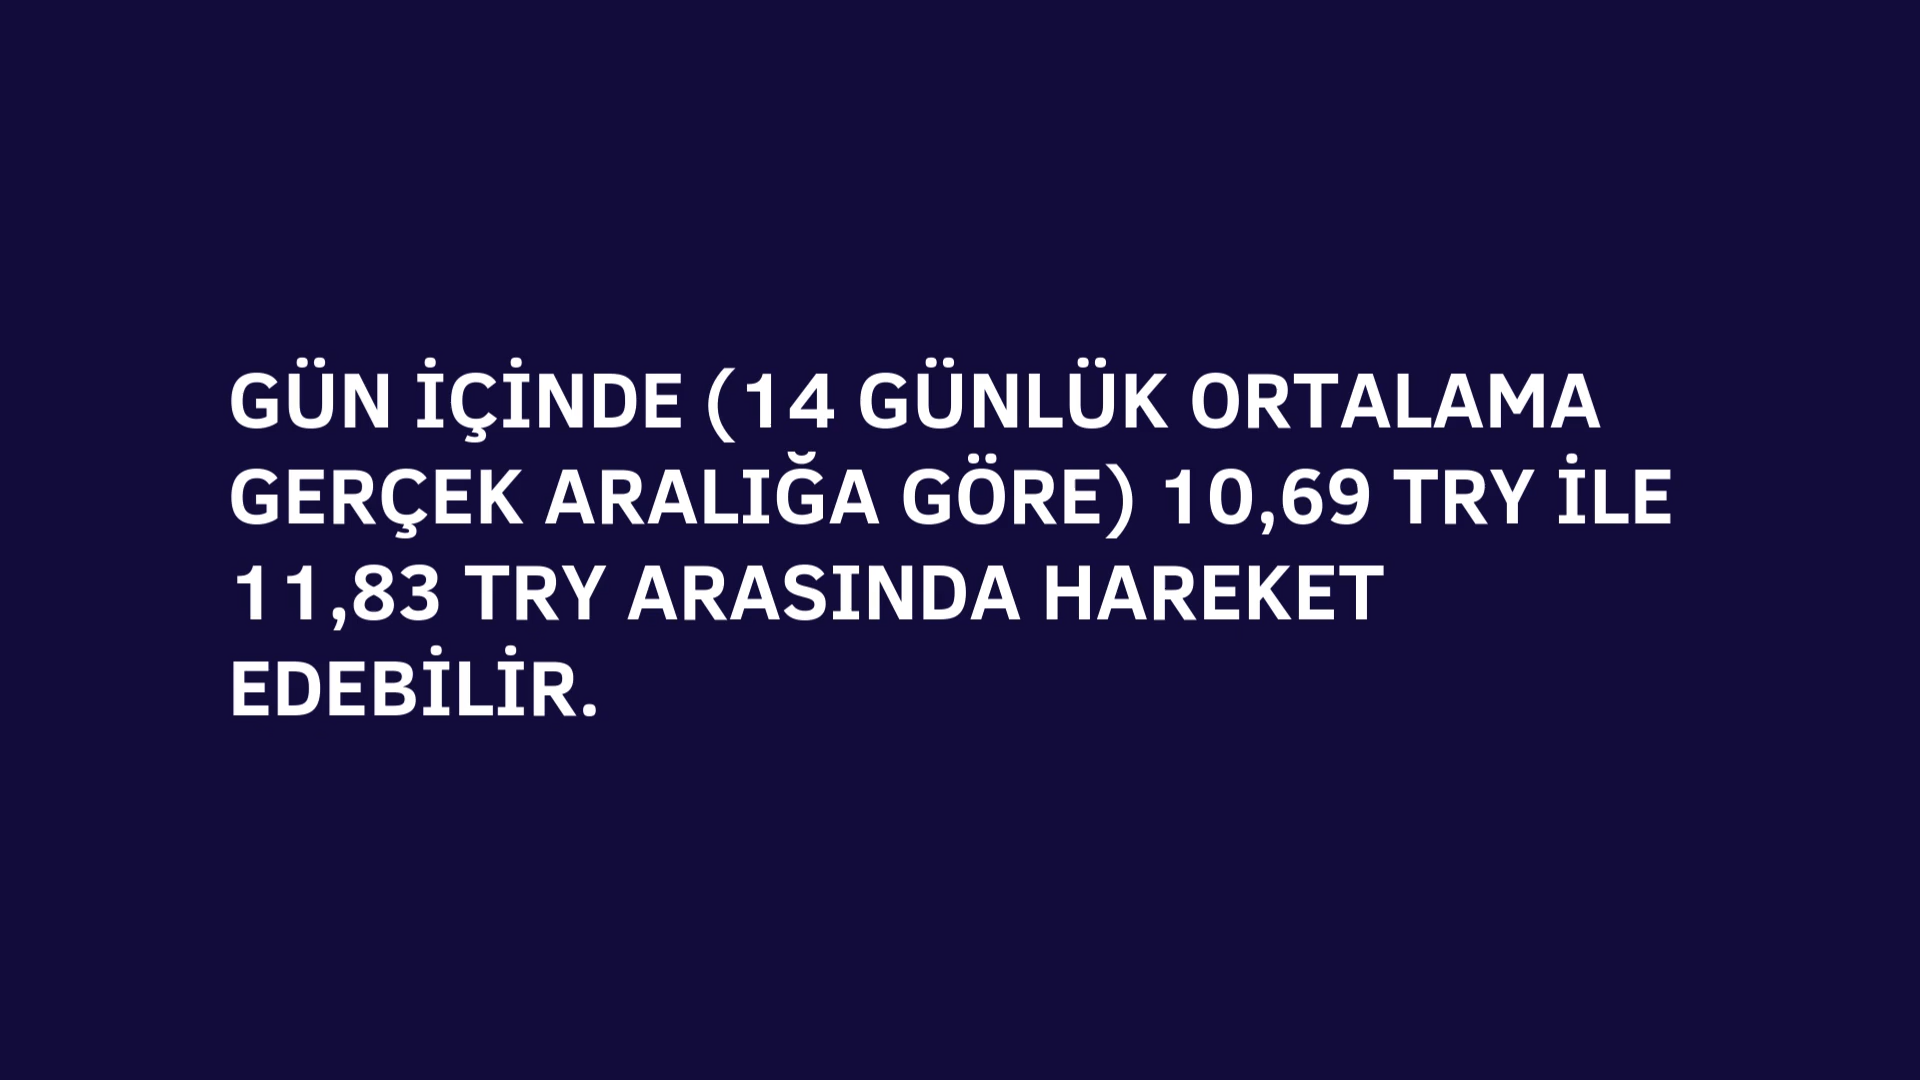 GÜN İÇİNDE (14 GÜNLÜK ORTALAMA
GERÇEK ARALIĞA GÖRE) 10,69 TRY İLE
11,83 TRY ARASINDA HAREKET
EDEBİLİR.